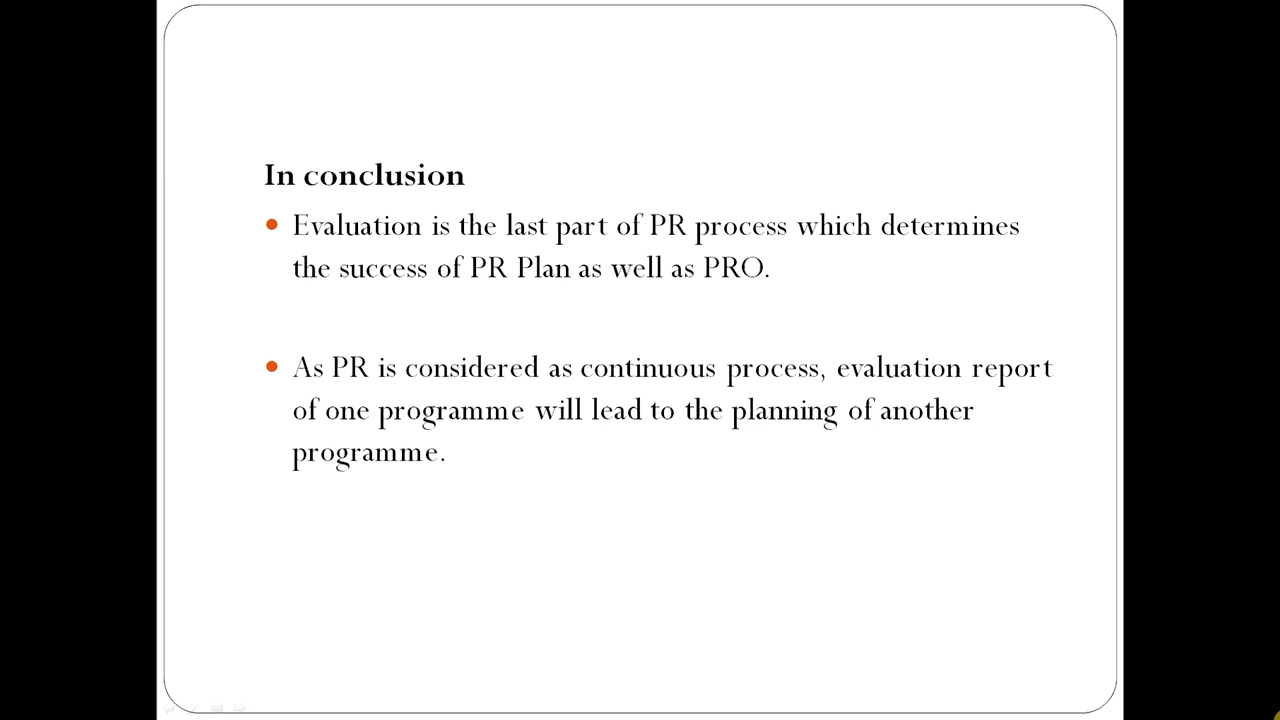 In conclusion
Evaluation is the last part of PR process which determines
the success of PR Plan as well as PRO.
As PR is considered as continuous process, evaluation report
of one programme will lead to the planning of another
programme.